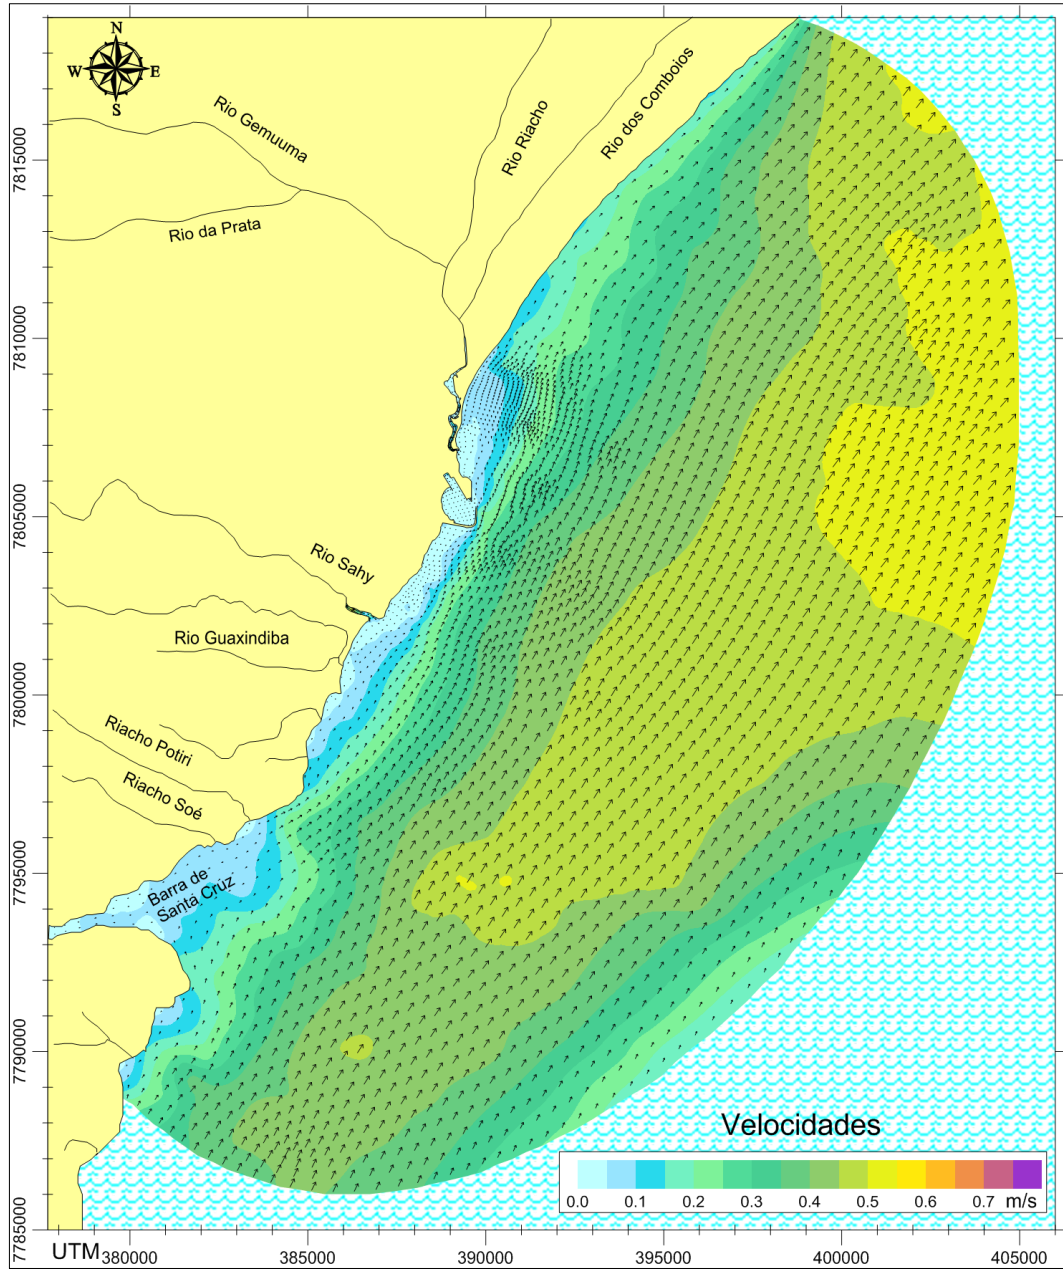 N
W E
S
Rio Gemuuma
Rio Riacho
Rio dos Comboios
Rio da Prata
Rio Sahy
Rio Guaxindiba
Riacho Potiri
Riacho Soé
Barra de
Santa Cruz
7815000
7810000
7805000
7800000
7795000
7790000
7785000
Velocidades
0.0 0.1 0.2 0.3 0.4 0.5 0.6 0.7 m/s
UTM
380000 385000 390000 395000 400000 405000